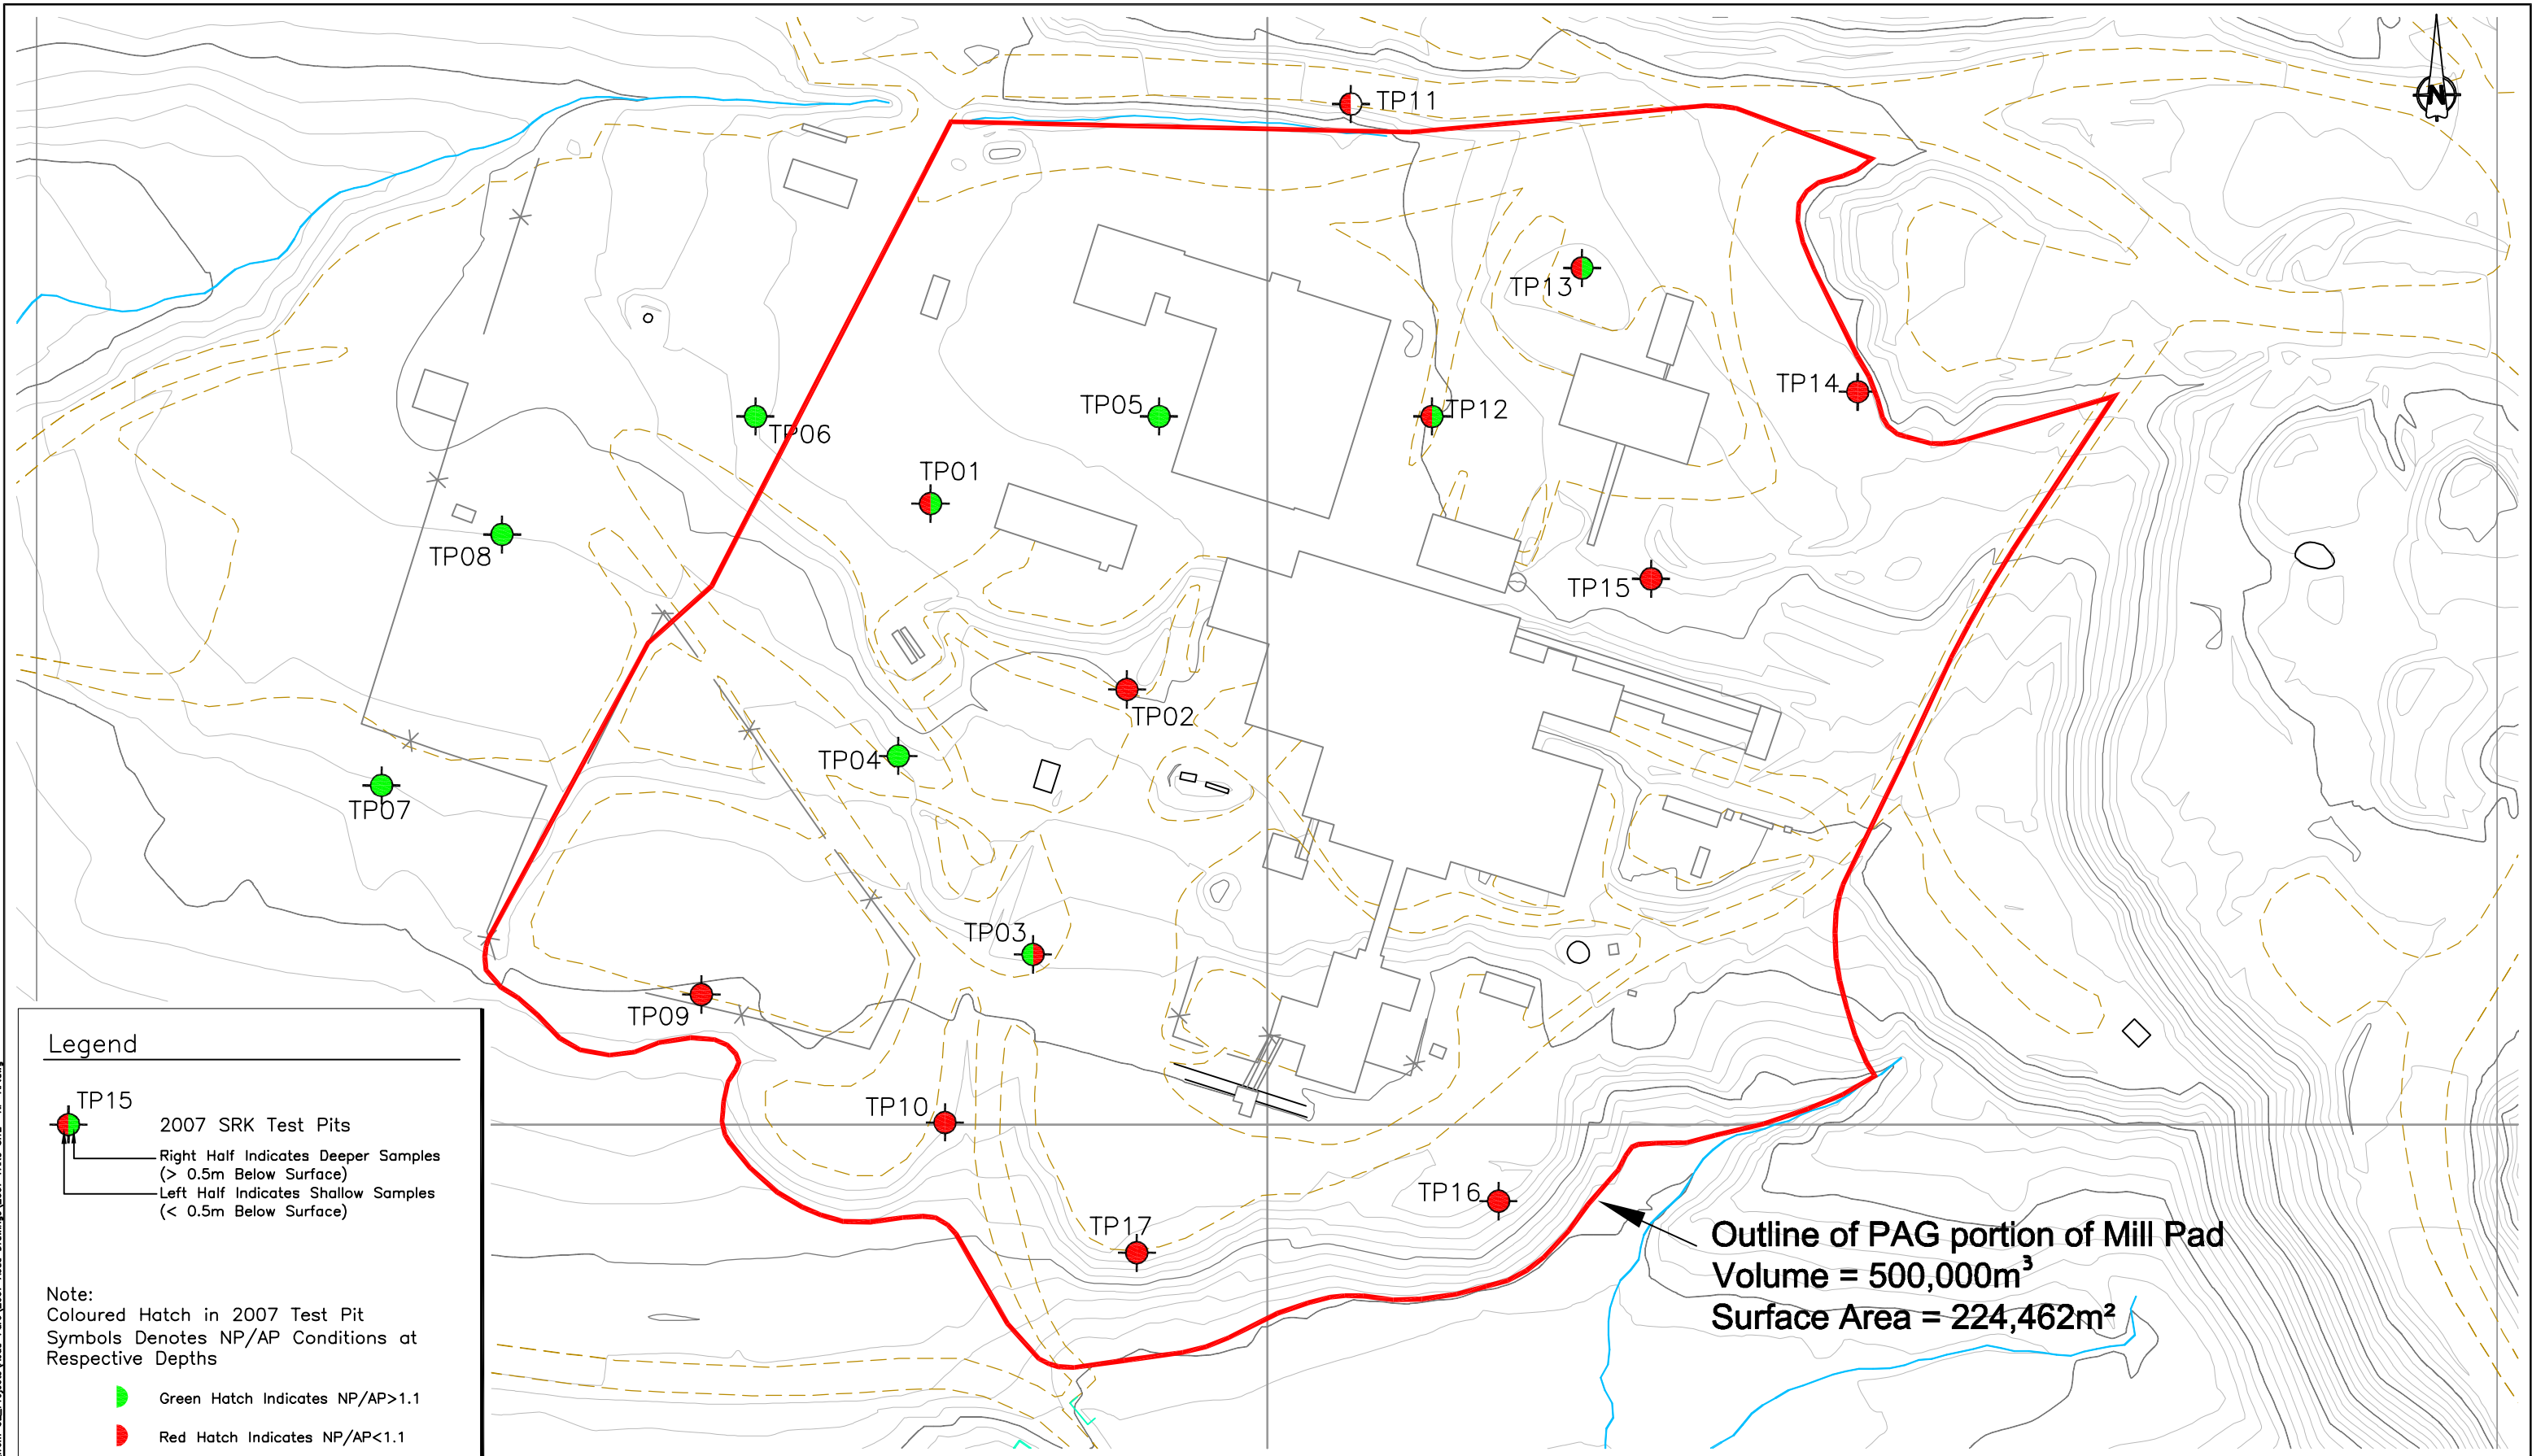 N
TP11
TP13
TP14
TP05
TP12
TP06
TP01
TP08
TP15
TP02
TP04
TP07
TP03
TP09
TP10
TP16
TP17
Outline of PAG portion of Mill Pad
Volume = 500,000m³
Surface Area = 224,462m²
Legend
TP15
2007 SRK Test Pits
Right Half Indicates Deeper Samples
(> 0.5m Below Surface)
Left Half Indicates Shallow Samples
(< 0.5m Below Surface)
Note:
Coloured Hatch in 2007 Test Pit
Symbols Denotes NP/AP Conditions at
Respective Depths
Green Hatch Indicates NP/AP>1.1
Red Hatch Indicates NP/AP<1.1